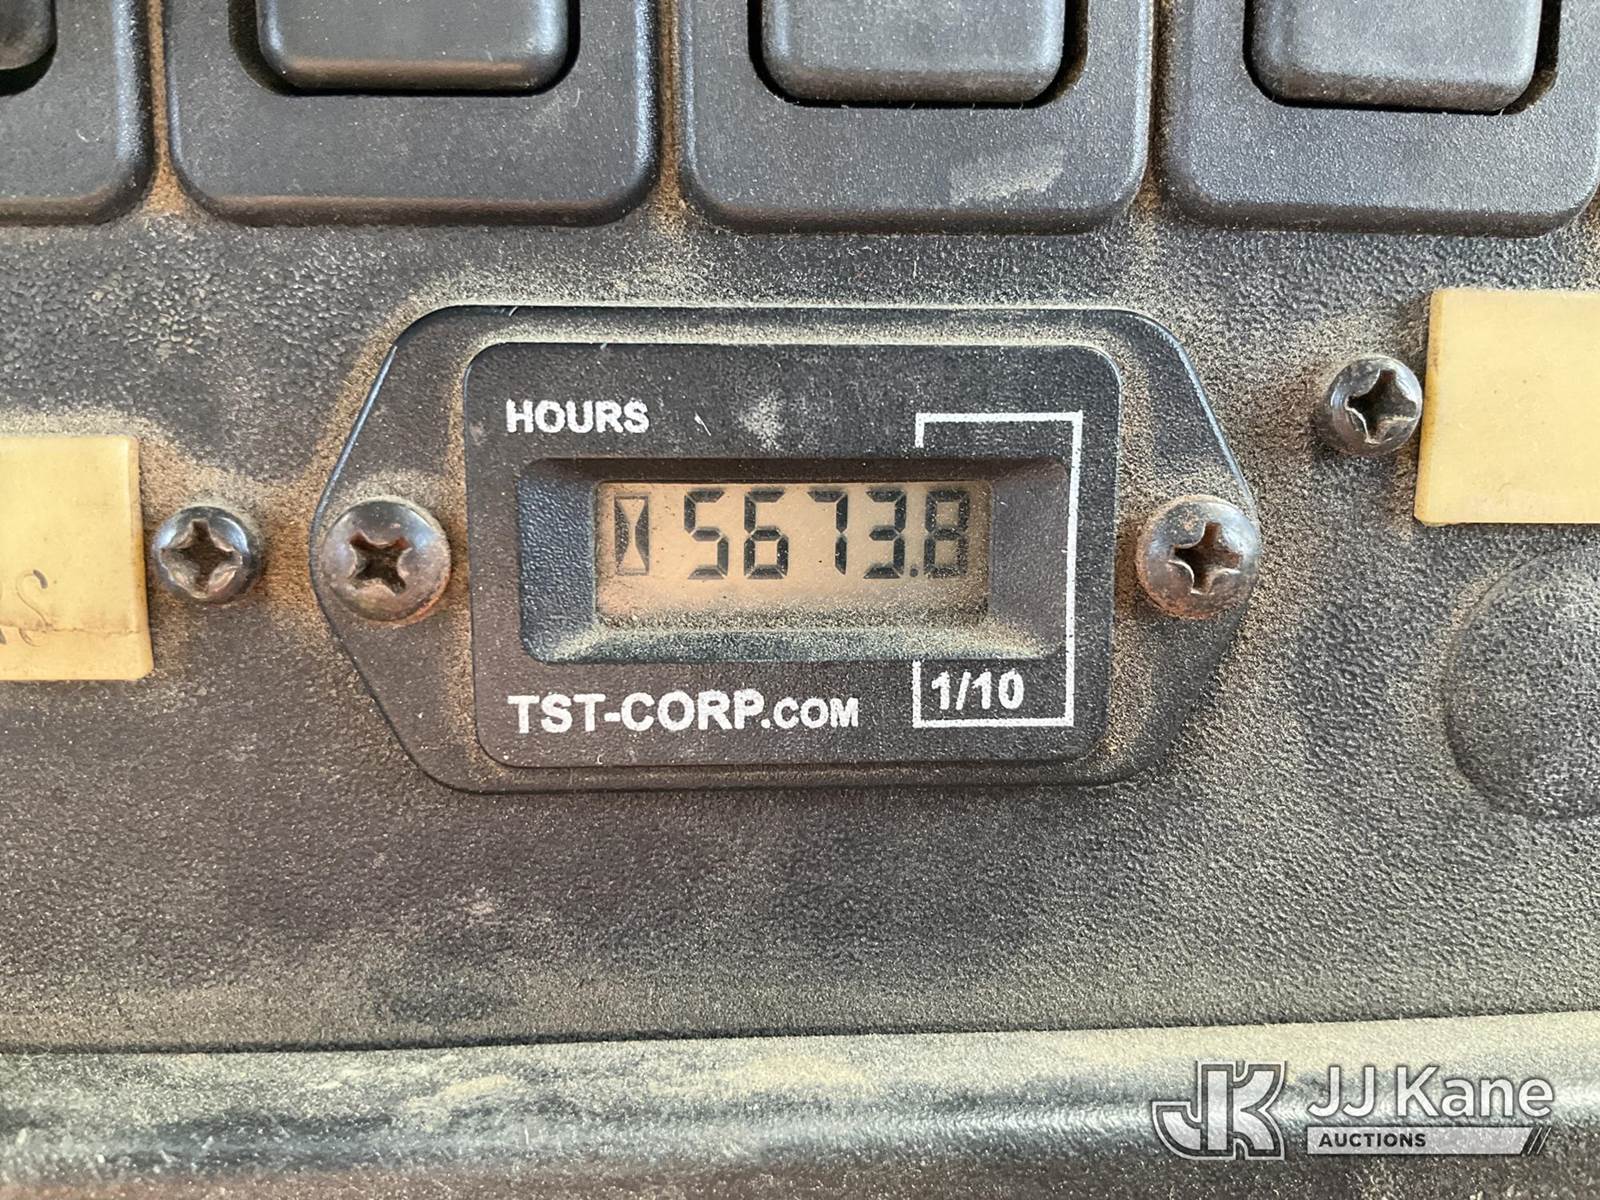 HOURS
5673.8
TST-CORP.COM
1/10
JJ Kane
AUCTIONS